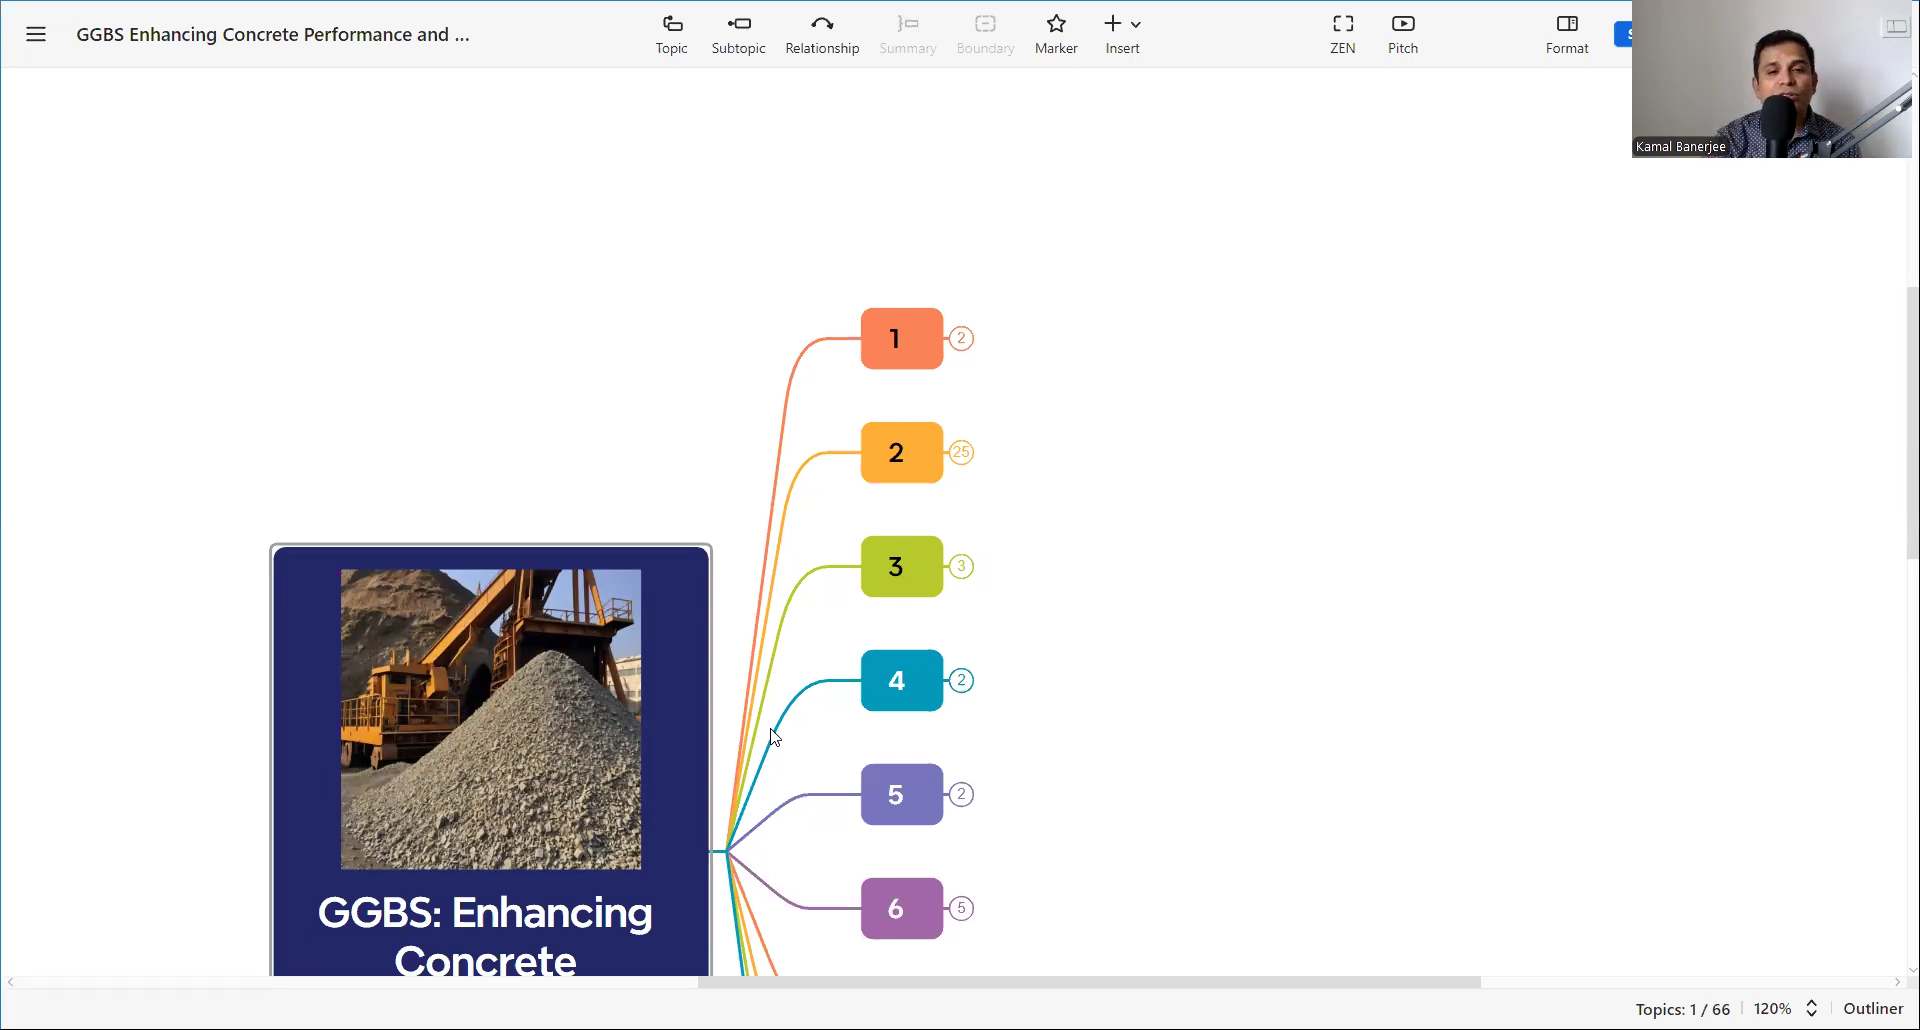 GGBS Enhancing Concrete Performance and ...
Topic
Subtopic
Relationship
Summary
Boundary
Marker
Insert
ZEN
Pitch
Format
S
Kamal Banerjee
1
2
2
25
3
3
4
2
5
2
6
5
GGBS: Enhancing
Concrete
Topics: 1 / 66
120%
Outliner